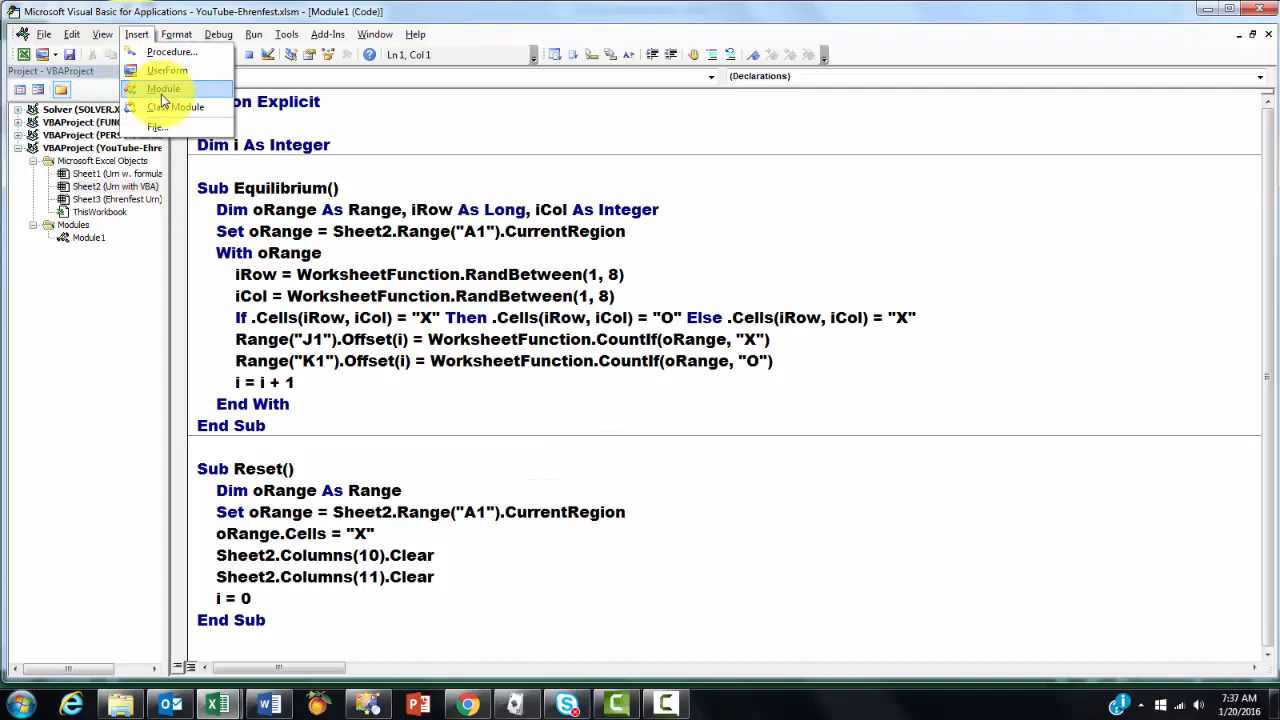 Microsoft Visual Basic for Applications - YouTube-Ehrenfest.xlsm - [Module1 (Code)]
File Edit View Insert Format Debug Run Tools Add-Ins Window Help
Ln 1, Col 1
Project - VBAProject
(Declarations)
Procedure...
UserForm
Module
Class Module
File...
Solver (SOLVER.X
VBAProject (FUNC
VBAProject (PERS
VBAProject (YouTube-Ehre
Microsoft Excel Objects
Sheet1 (Urn w. formula
Sheet2 (Urn with VBA)
Sheet3 (Ehrenfest Urn)
ThisWorkbook
Modules
Module1
on Explicit
Dim i As Integer
Sub Equilibrium()
Dim oRange As Range, iRow As Long, iCol As Integer
Set oRange = Sheet2.Range("A1").CurrentRegion
With oRange
iRow = WorksheetFunction.RandBetween(1, 8)
iCol = WorksheetFunction.RandBetween(1, 8)
If .Cells(iRow, iCol) = "X" Then .Cells(iRow, iCol) = "O" Else .Cells(iRow, iCol) = "X"
Range("J1").Offset(i) = WorksheetFunction.CountIf(oRange, "X")
Range("K1").Offset(i) = WorksheetFunction.CountIf(oRange, "O")
i = i + 1
End With
End Sub
Sub Reset()
Dim oRange As Range
Set oRange = Sheet2.Range("A1").CurrentRegion
oRange.Cells = "X"
Sheet2.Columns(10).Clear
Sheet2.Columns(11).Clear
i = 0
End Sub
7:37 AM
1/20/2016